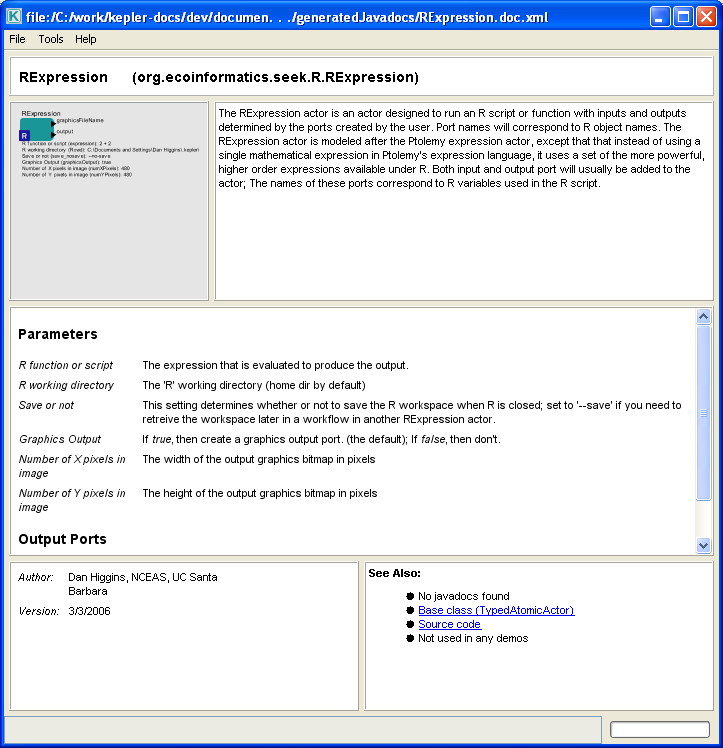 file:/C:/work/kepler-docs/dev/documen. . ./generatedJavadocs/RExpression.doc.xml
File Tools Help
RExpression (org.ecoinformatics.seek.R.RExpression)
RExpression
graphicsFileName
output
R
R function or script (expression): 2 + 2
R working directory (Rcwd): C:\Documents and Settings\Dan Higgins\.kepler\
Save or not (save_nosave): --no-save
Graphics Output (graphicsOutput): true
Number of X pixels in image (numXPixels): 480
Number of Y pixels in image (numYPixels): 480
The RExpression actor is an actor designed to run an R script or function with inputs and outputs
determined by the ports created by the user. Port names will correspond to R object names. The
RExpression actor is modeled after the Ptolemy expression actor, except that that instead of using a
single mathematical expression in Ptolemy's expression language, it uses a set of the more powerful,
higher order expressions available under R. Both input and output port will usually be added to the
actor; The names of these ports correspond to R variables used in the R script.
Parameters
R function or script The expression that is evaluated to produce the output.
R working directory The 'R' working directory (home dir by default)
Save or not This setting determines whether or not to save the R workspace when R is closed; set to '--save' if you need to
retreive the workspace later in a workflow in another RExpression actor.
Graphics Output If true, then create a graphics output port. (the default); If false, then don't.
Number of X pixels in The width of the output graphics bitmap in pixels
image
Number of Y pixels in The height of the output graphics bitmap in pixels
image
Output Ports
Author: Dan Higgins, NCEAS, UC Santa
Barbara
Version: 3/3/2006
See Also:
● No javadocs found
● Base class (TypedAtomicActor)
● Source code
● Not used in any demos